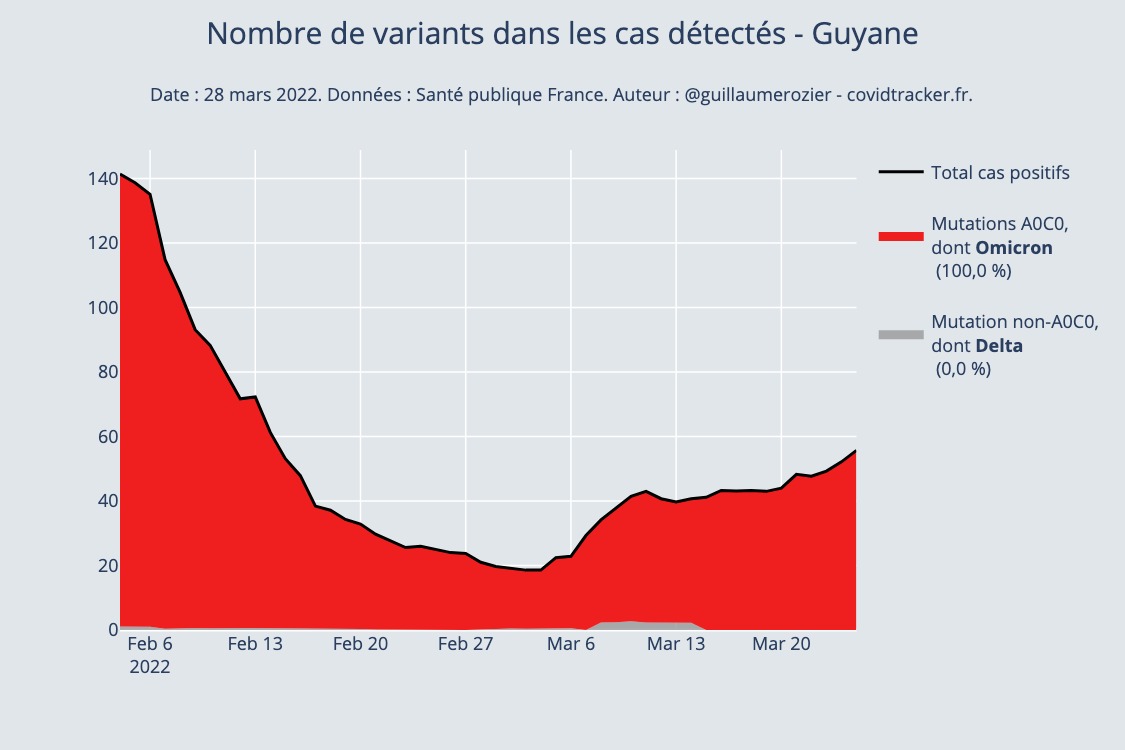 Nombre de variants dans les cas détectés - Guyane
Date : 28 mars 2022. Données : Santé publique France. Auteur : @guillaumerozier - covidtracker.fr.
140
120
100
80
60
40
20
0
Feb 6
2022
Feb 13
Feb 20
Feb 27
Mar 6
Mar 13
Mar 20
Total cas positifs
Mutations A0C0,
dont Omicron
(100,0 %)
Mutation non-A0C0,
dont Delta
(0,0 %)